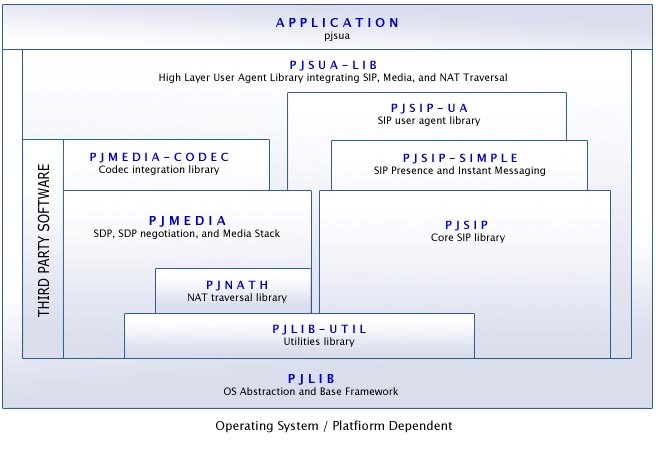 APPLICATION
pjsua
PJSUA-LIB
High Layer User Agent Library integrating SIP, Media, and NAT Traversal
PJSIP-UA
SIP user agent library
PJMEDIA-CODEC
Codec integration library
PJSIP-SIMPLE
SIP Presence and Instant Messaging
THIRD PARTY SOFTWARE
PJMEDIA
SDP, SDP negotiation, and Media Stack
PJSIP
Core SIP library
PJNATH
NAT traversal library
PJLIB-UTIL
Utilities library
PJLIB
OS Abstraction and Base Framework
Operating System / Platfiorm Dependent